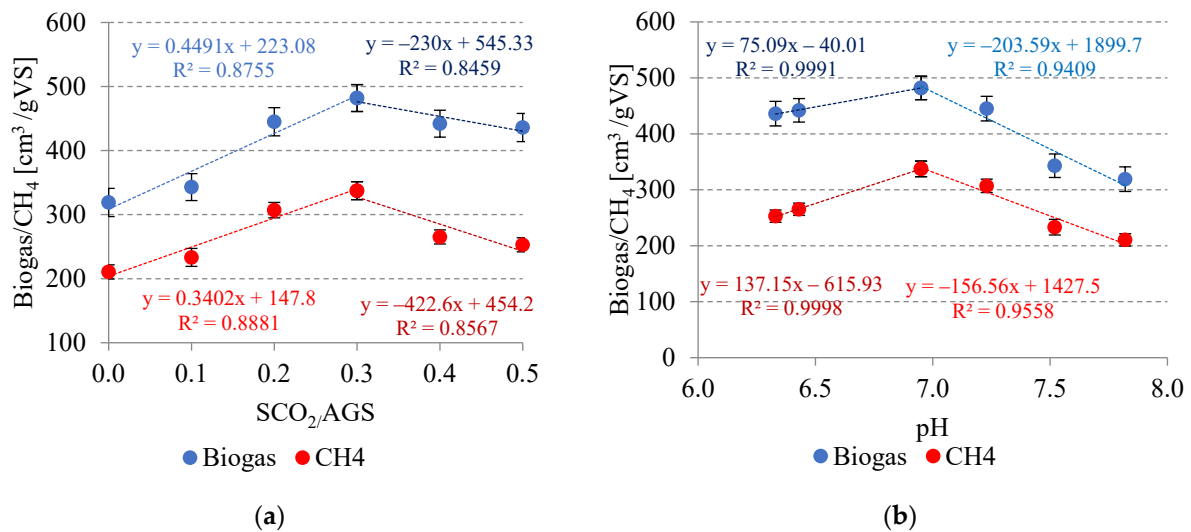 Biogas/CH₄ [cm³ /gVS]
600
500
400
300
200
100
y = 0.4491x + 223.08
R² = 0.8755
y = –230x + 545.33
R² = 0.8459
y = 0.3402x + 147.8
R² = 0.8881
y = –422.6x + 454.2
R² = 0.8567
0.0 0.1 0.2 0.3 0.4 0.5
SCO₂/AGS
Biogas CH4
(a)
Biogas/CH₄ [cm³ /gVS]
600
500
400
300
200
100
0
y = 75.09x – 40.01
R² = 0.9991
y = –203.59x + 1899.7
R² = 0.9409
y = 137.15x – 615.93
R² = 0.9998
y = –156.56x + 1427.5
R² = 0.9558
6.0 6.5 7.0 7.5 8.0
pH
Biogas CH4
(b)